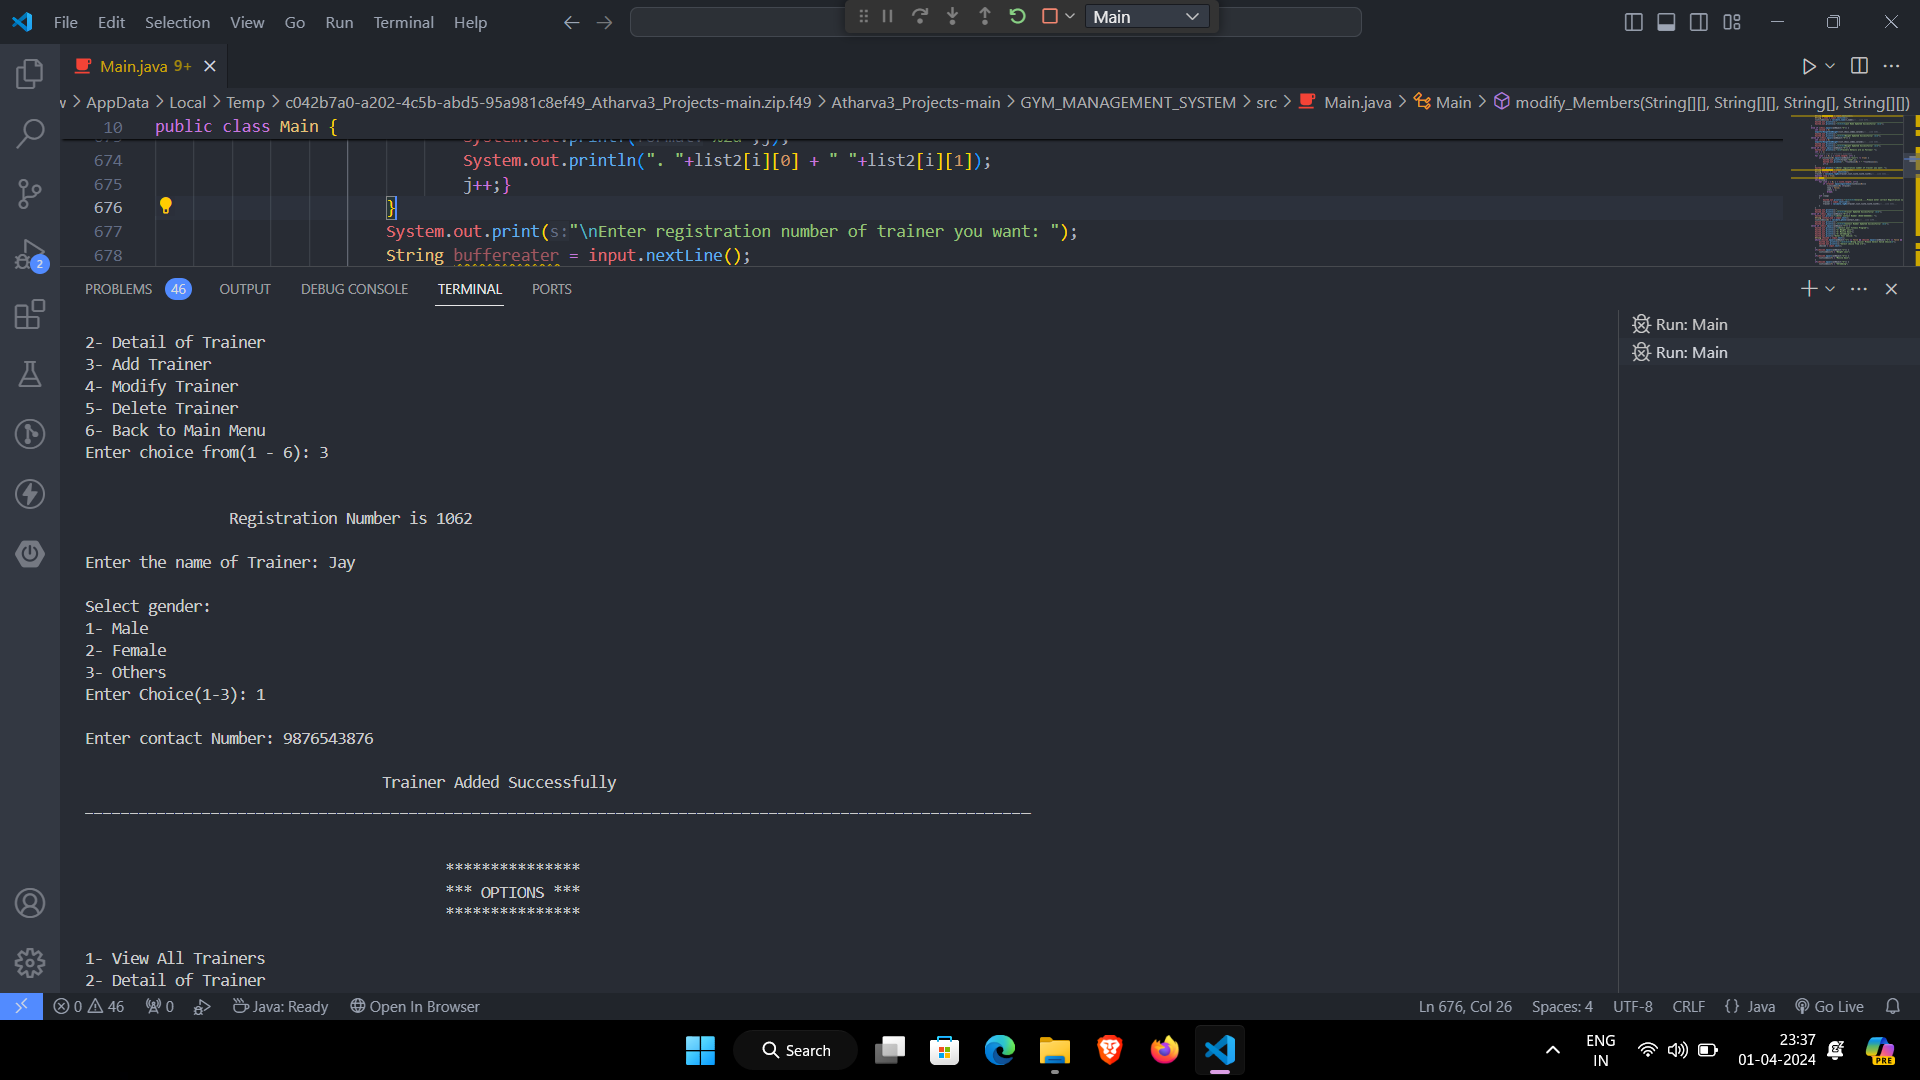 File Edit Selection View Go Run Terminal Help
Main
Main.java 9+
AppData > Local > Temp > c042b7a0-a202-4c5b-abd5-95a981c8ef49_Atharva3_Projects-main.zip.f49 > Atharva3_Projects-main > GYM_MANAGEMENT_SYSTEM > src > Main.java > Main > modify_Members(String[][], String[][], String[], String[][])
10 public class Main {
674 System.out.println(". "+list2[i][0] + " "+list2[i][1]);
675 j++;}
676 }
677 System.out.print(s:"\nEnter registration number of trainer you want: ");
678 String buffereater = input.nextLine();
PROBLEMS 46 OUTPUT DEBUG CONSOLE TERMINAL PORTS
Run: Main
Run: Main
2- Detail of Trainer
3- Add Trainer
4- Modify Trainer
5- Delete Trainer
6- Back to Main Menu
Enter choice from(1 - 6): 3
Registration Number is 1062
Enter the name of Trainer: Jay
Select gender:
1- Male
2- Female
3- Others
Enter Choice(1-3): 1
Enter contact Number: 9876543876
Trainer Added Successfully
***************
*** OPTIONS ***
***************
1- View All Trainers
2- Detail of Trainer
2
0 46 0 Java: Ready Open In Browser Ln 676, Col 26 Spaces: 4 UTF-8 CRLF {} Java Go Live
Search
ENG
IN
23:37
01-04-2024
PRE